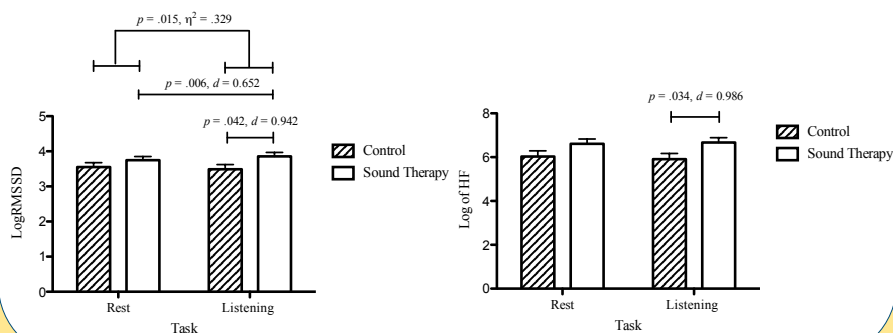 p = .015, η² = .329
p = .006, d = 0.652
p = .042, d = 0.942
5
4
3
2
1
0
LogRMSSD
Rest
Listening
Task
Control
Sound Therapy
p = .034, d = 0.986
8
6
4
2
0
Log of HF
Rest
Listening
Task
Control
Sound Therapy